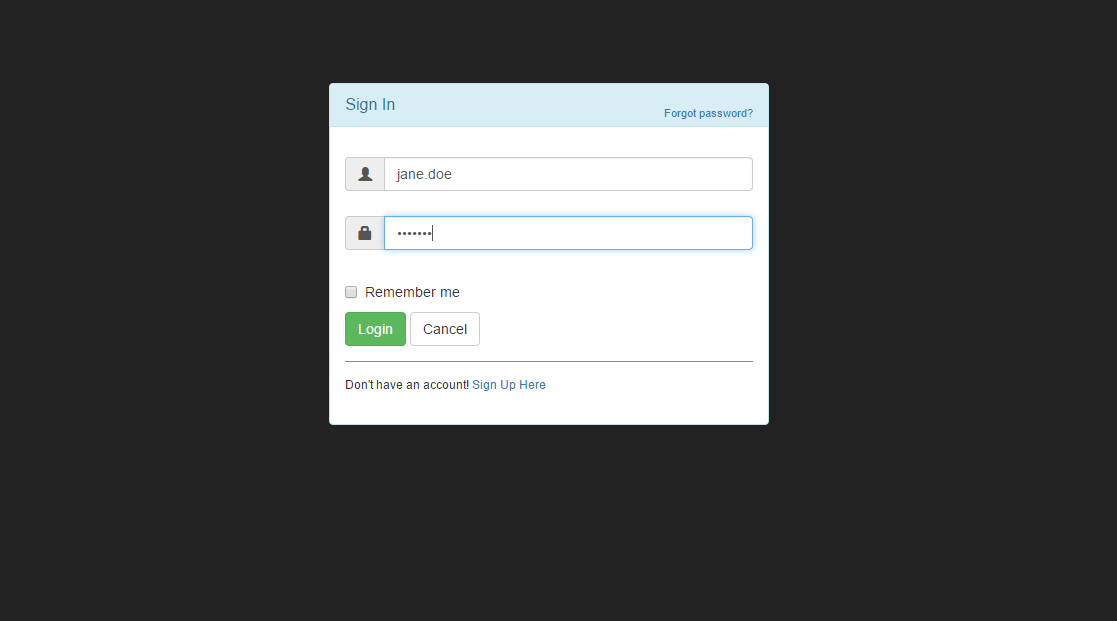 Sign In
Forgot password?
jane.doe
•••••••
Remember me
Login Cancel
Don't have an account! Sign Up Here